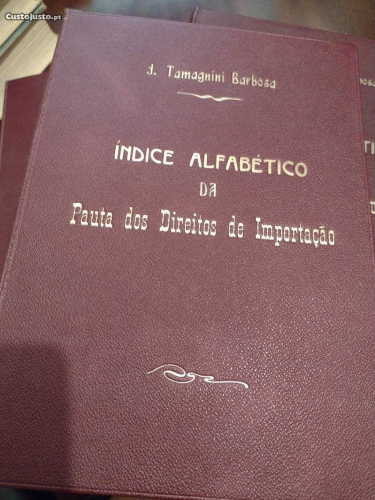 CustoJusto.pt
J. Tamagnini Barbosa
ÍNDICE ALFABÉTICO
DA
Pauta dos Direitos de Importação